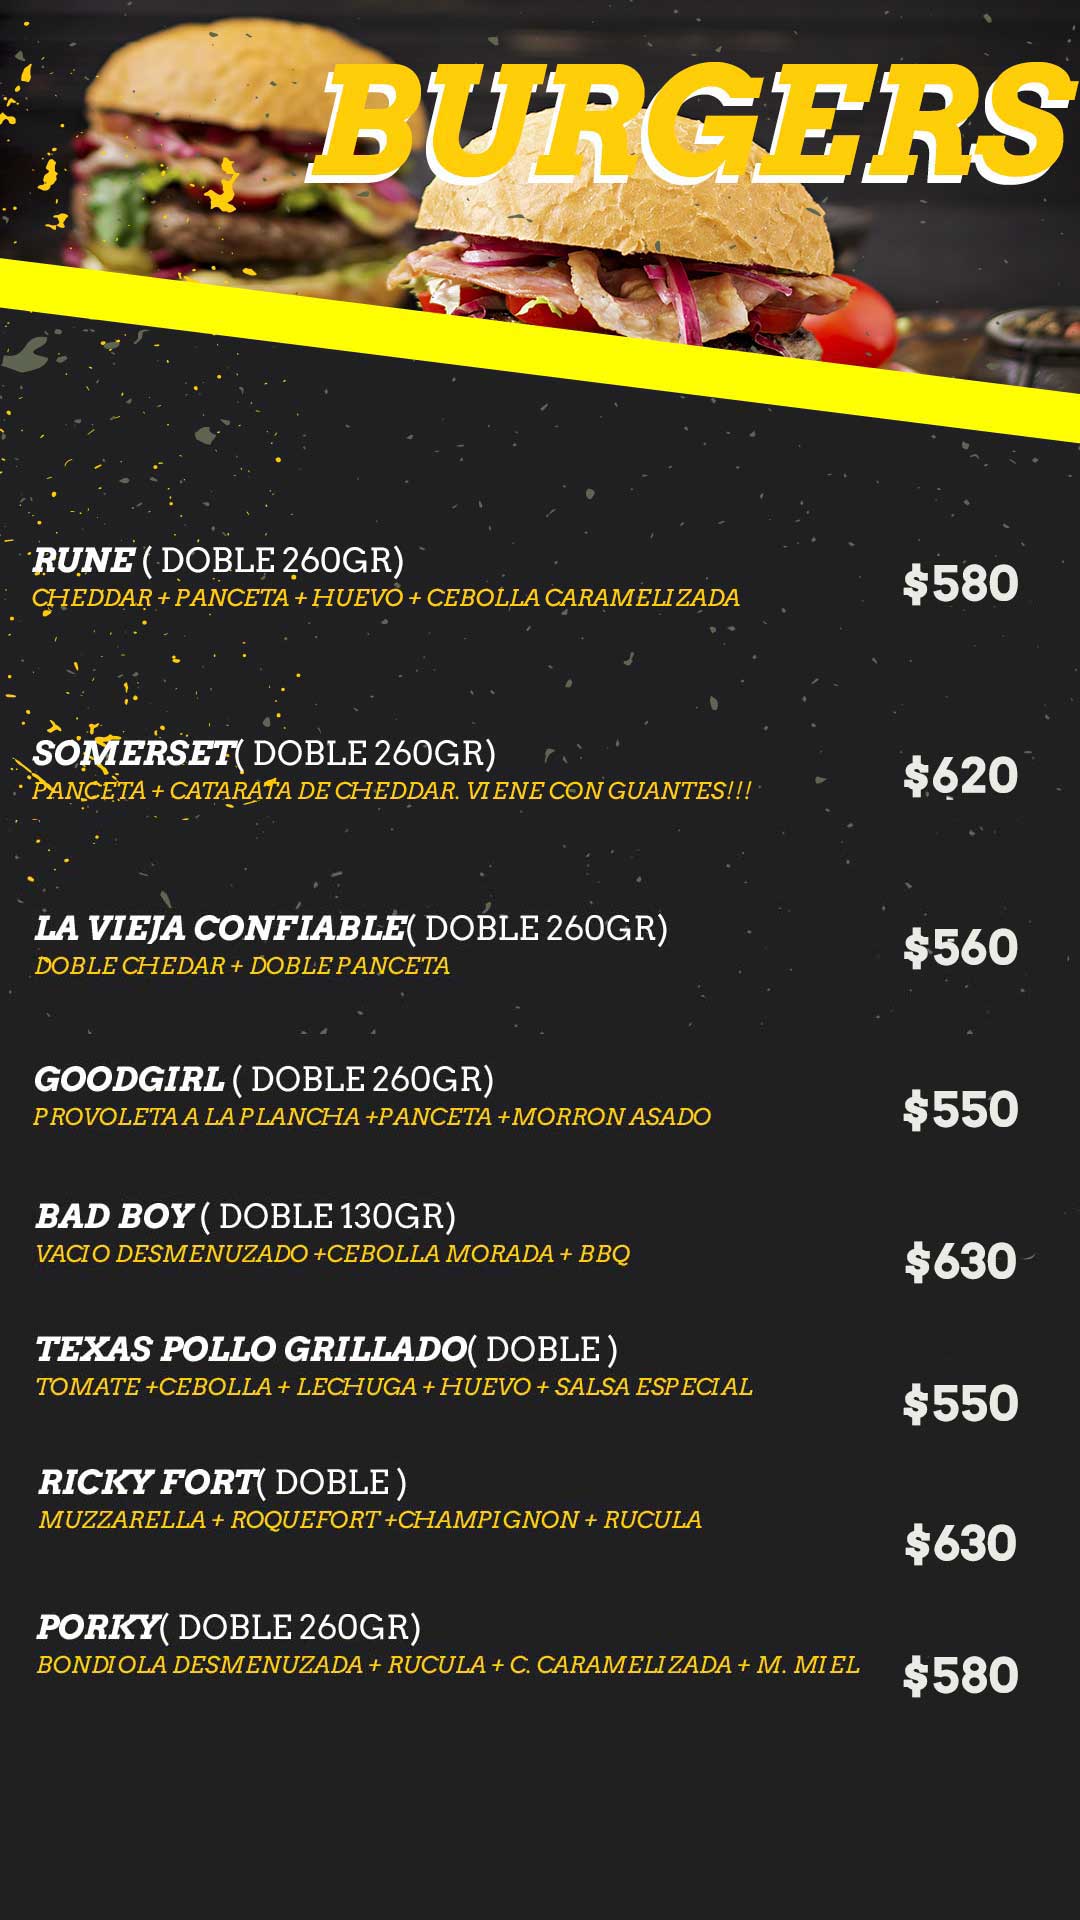 BURGERS
RUNE ( DOBLE 260GR)
CHEDDAR + PANCETA + HUEVO + CEBOLLA CARAMELIZADA
$580
SOMERSET( DOBLE 260GR)
PANCETA + CATARATA DE CHEDDAR. VIENE CON GUANTES!!!
$620
LA VIEJA CONFIABLE( DOBLE 260GR)
DOBLE CHEDAR + DOBLE PANCETA
$560
GOODGIRL ( DOBLE 260GR)
PROVOLETA A LA PLANCHA +PANCETA +MORRON ASADO
$550
BAD BOY ( DOBLE 130GR)
VACIO DESMENUZADO +CEBOLLA MORADA + BBQ
$630
TEXAS POLLO GRILLADO( DOBLE )
TOMATE +CEBOLLA + LECHUGA + HUEVO + SALSA ESPECIAL
$550
RICKY FORT( DOBLE )
MUZZARELLA + ROQUEFORT +CHAMPIGNON + RUCULA
$630
PORKY( DOBLE 260GR)
BONDIOLA DESMENUZADA + RUCULA + C. CARAMELIZADA + M. MIEL
$580